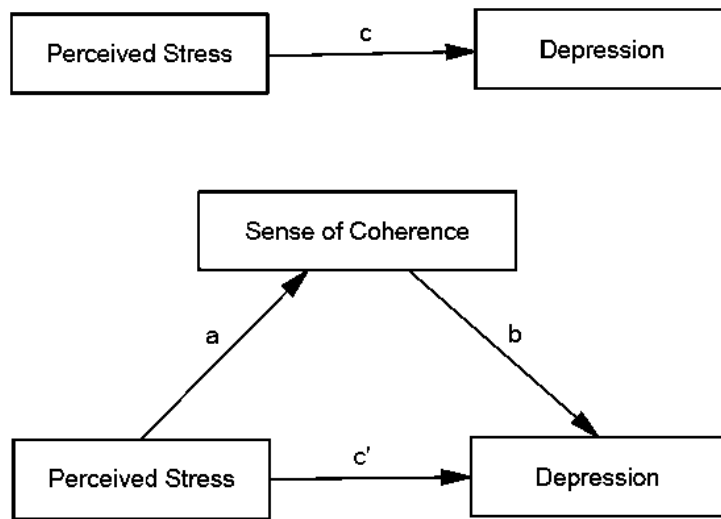 Perceived Stress
c
Depression
Sense of Coherence
a
b
Perceived Stress
c'
Depression